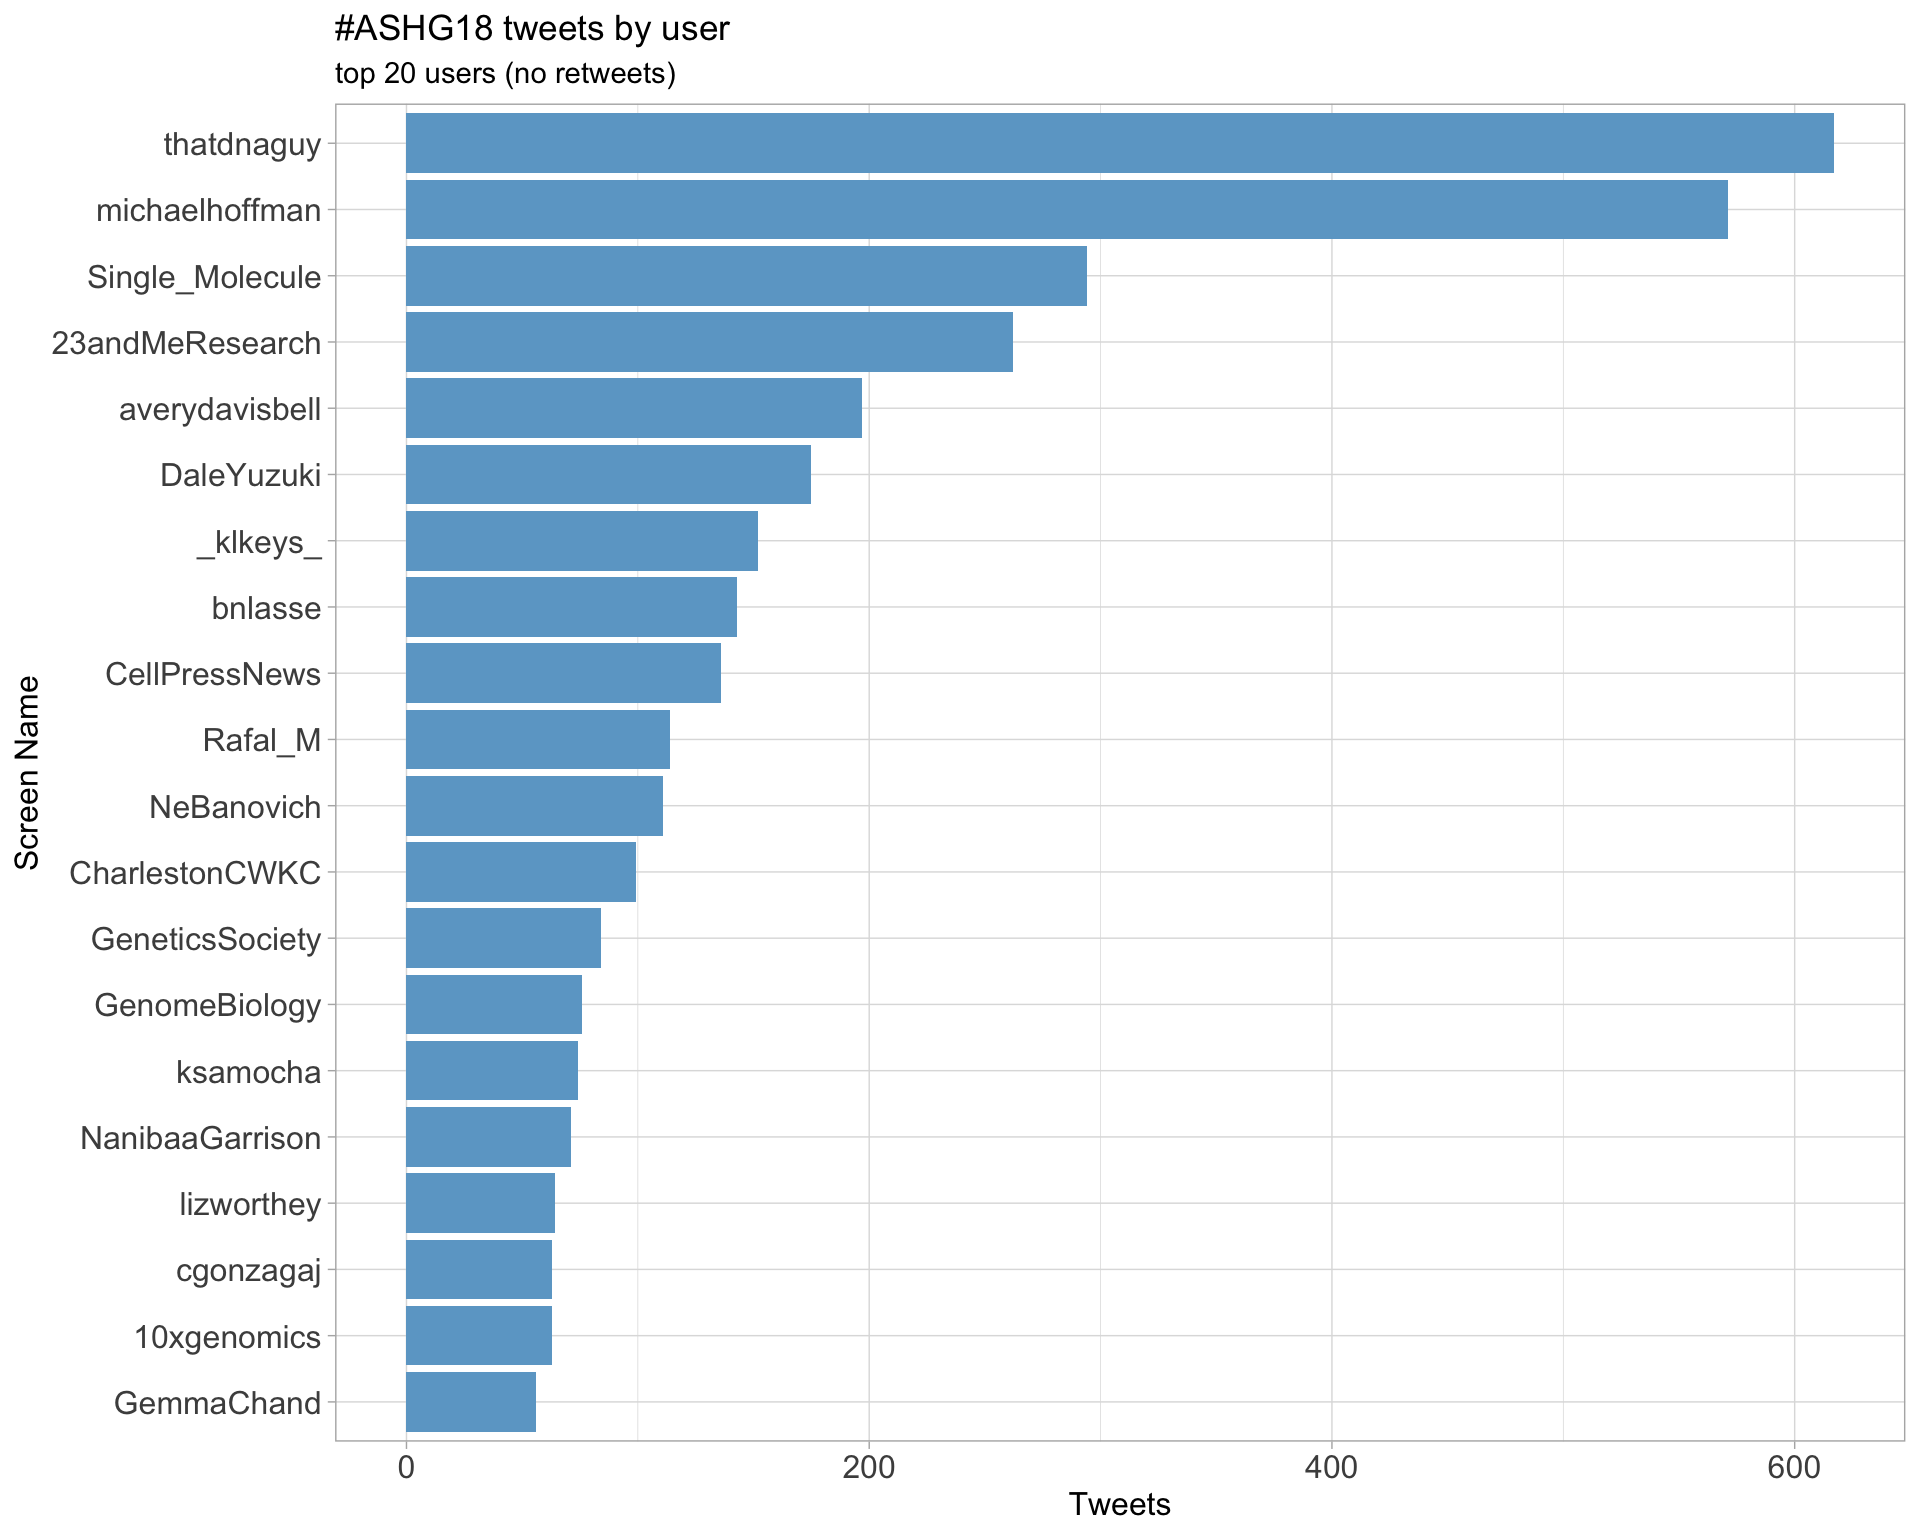 #ASHG18 tweets by user
top 20 users (no retweets)
thatdnaguy
michaelhoffman
Single_Molecule
23andMeResearch
averydavisbell
DaleYuzuki
_klkeys_
bnlasse
CellPressNews
Rafal_M
NeBanovich
CharlestonCWKC
GeneticsSociety
GenomeBiology
ksamocha
NanibaaGarrison
lizworthey
cgonzagaj
10xgenomics
GemmaChand
Screen Name
0 200 400 600
Tweets